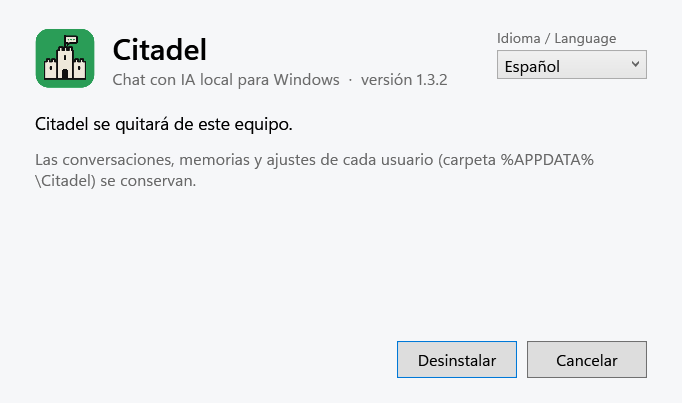 Citadel
Chat con IA local para Windows · versión 1.3.2
Idioma / Language
Español
Citadel se quitará de este equipo.
Las conversaciones, memorias y ajustes de cada usuario (carpeta %APPDATA%
\Citadel) se conservan.
Desinstalar
Cancelar